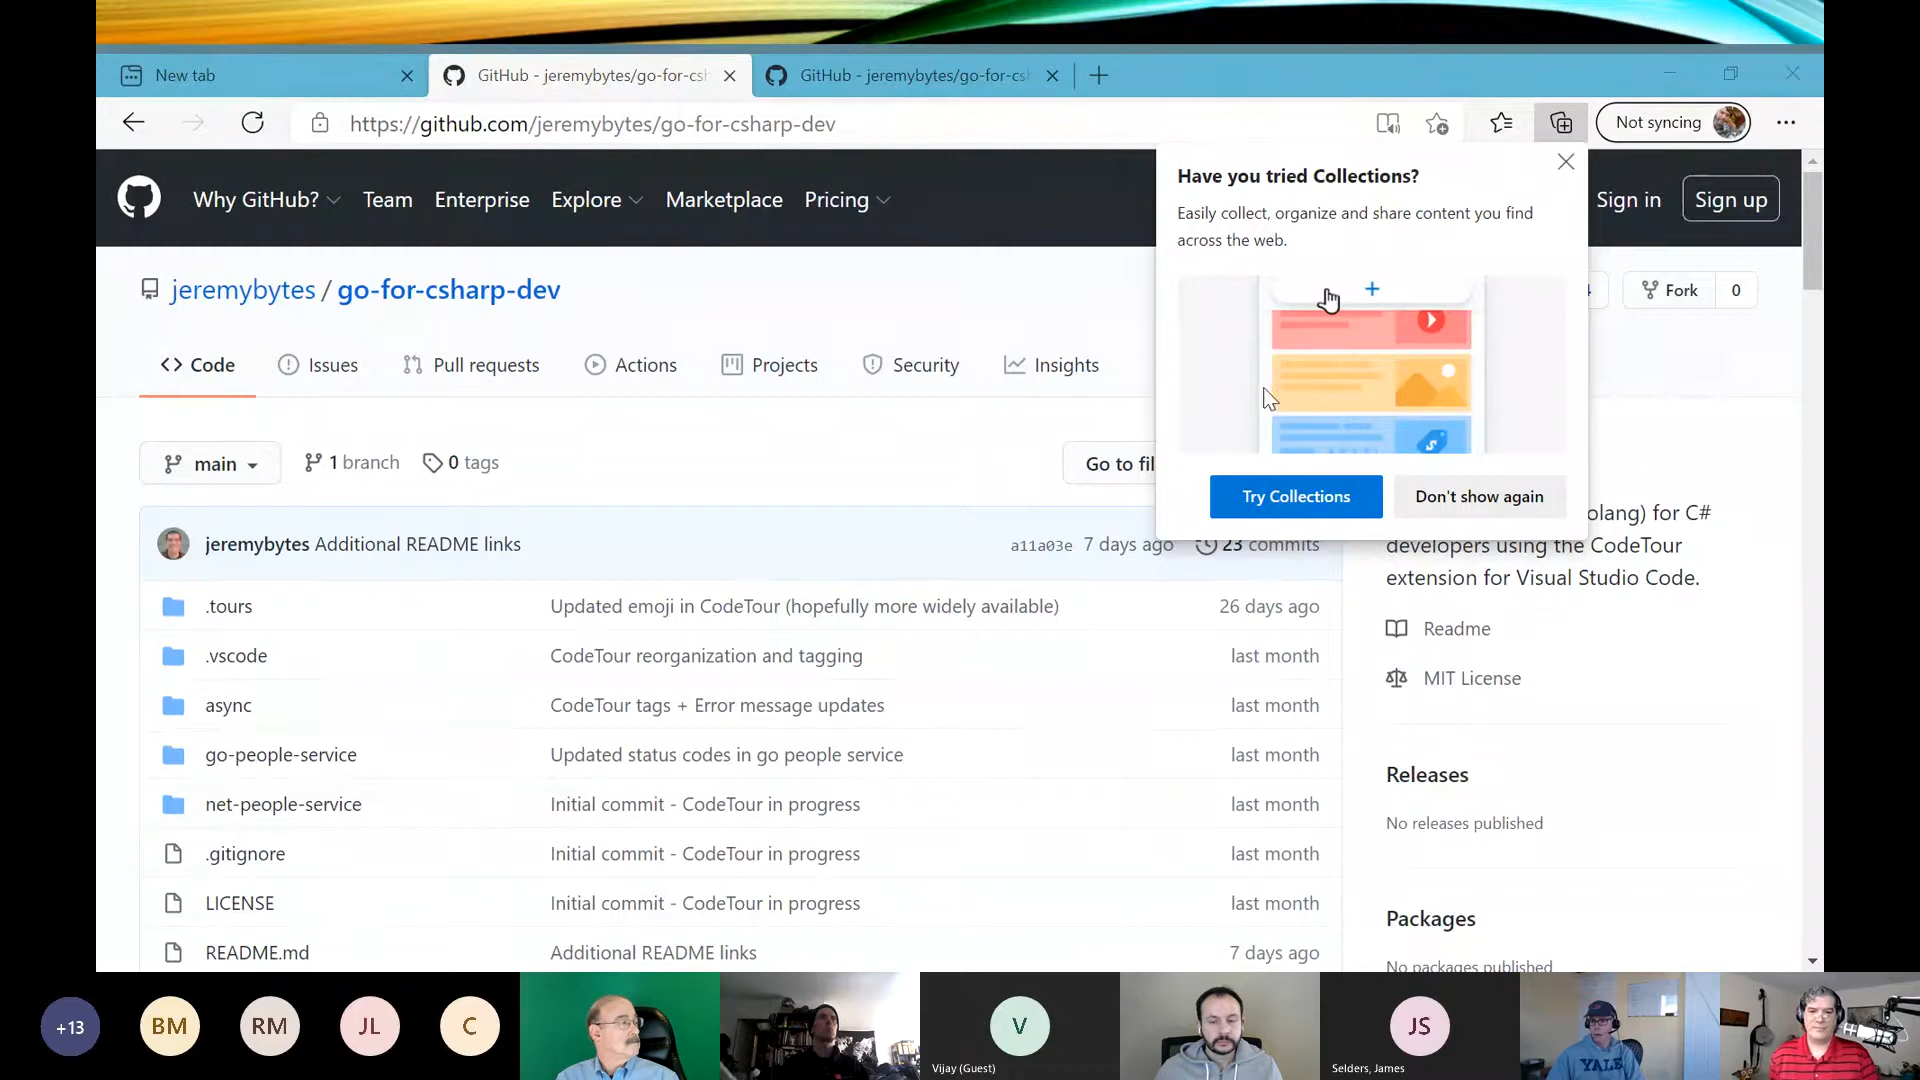 New tab
GitHub - jeremybytes/go-for-csh
GitHub - jeremybytes/go-for-csh
https://github.com/jeremybytes/go-for-csharp-dev
Not syncing
Why GitHub?
Team
Enterprise
Explore
Marketplace
Pricing
Sign in
Sign up
Have you tried Collections?
Easily collect, organize and share content you find
across the web.
Try Collections
Don't show again
jeremybytes / go-for-csharp-dev
Fork 0
Code
Issues
Pull requests
Actions
Projects
Security
Insights
main
1 branch
0 tags
Go to fil
olang) for C#
developers using the CodeTour
extension for Visual Studio Code.
jeremybytes Additional README links a11a03e 7 days ago 23 commits
.tours Updated emoji in CodeTour (hopefully more widely available) 26 days ago
.vscode CodeTour reorganization and tagging last month
async CodeTour tags + Error message updates last month
go-people-service Updated status codes in go people service last month
net-people-service Initial commit - CodeTour in progress last month
.gitignore Initial commit - CodeTour in progress last month
LICENSE Initial commit - CodeTour in progress last month
README.md Additional README links 7 days ago
Readme
MIT License
Releases
No releases published
Packages
No packages published
+13
BM
RM
JL
C
V
Vijay (Guest)
JS
Selders, James
YALE